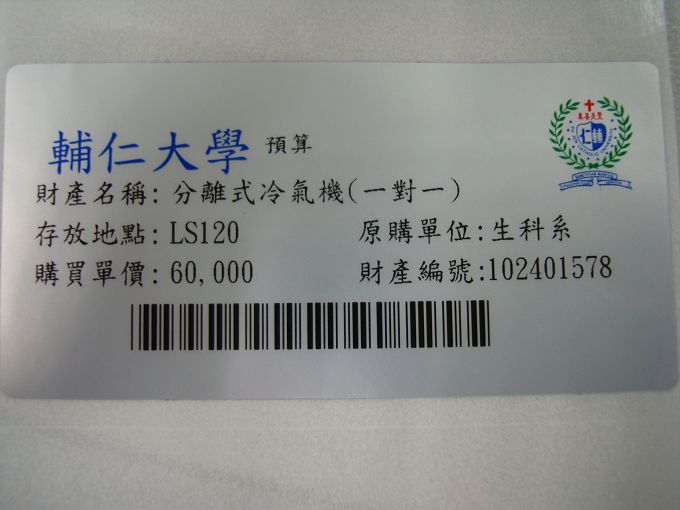 輔仁大學 預算
財產名稱: 分離式冷氣機(一對一)
存放地點: LS120 原購單位:生科系
購買單價: 60,000 財產編號:102401578